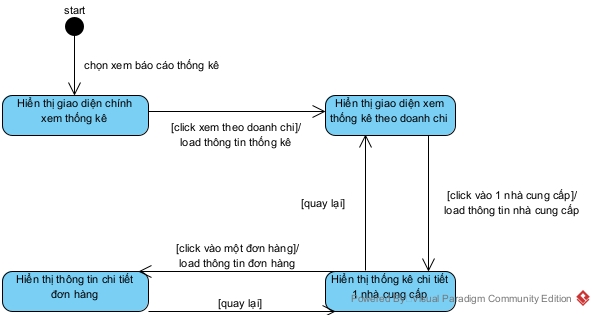 start
chọn xem báo cáo thống kê
Hiển thị giao diện chính
xem thống kê
Hiển thị giao diện xem
thống kê theo doanh chi
[click xem theo doanh chi]/
load thông tin thống kê
[click vào 1 nhà cung cấp]/
load thông tin nhà cung cấp
[quay lại]
[click vào một đơn hàng]/
load thông tin đơn hàng
Hiển thị thông tin chi tiết
đơn hàng
Hiển thị thống kê chi tiết
1 nhà cung cấp
[quay lại]
Powered By Visual Paradigm Community Edition